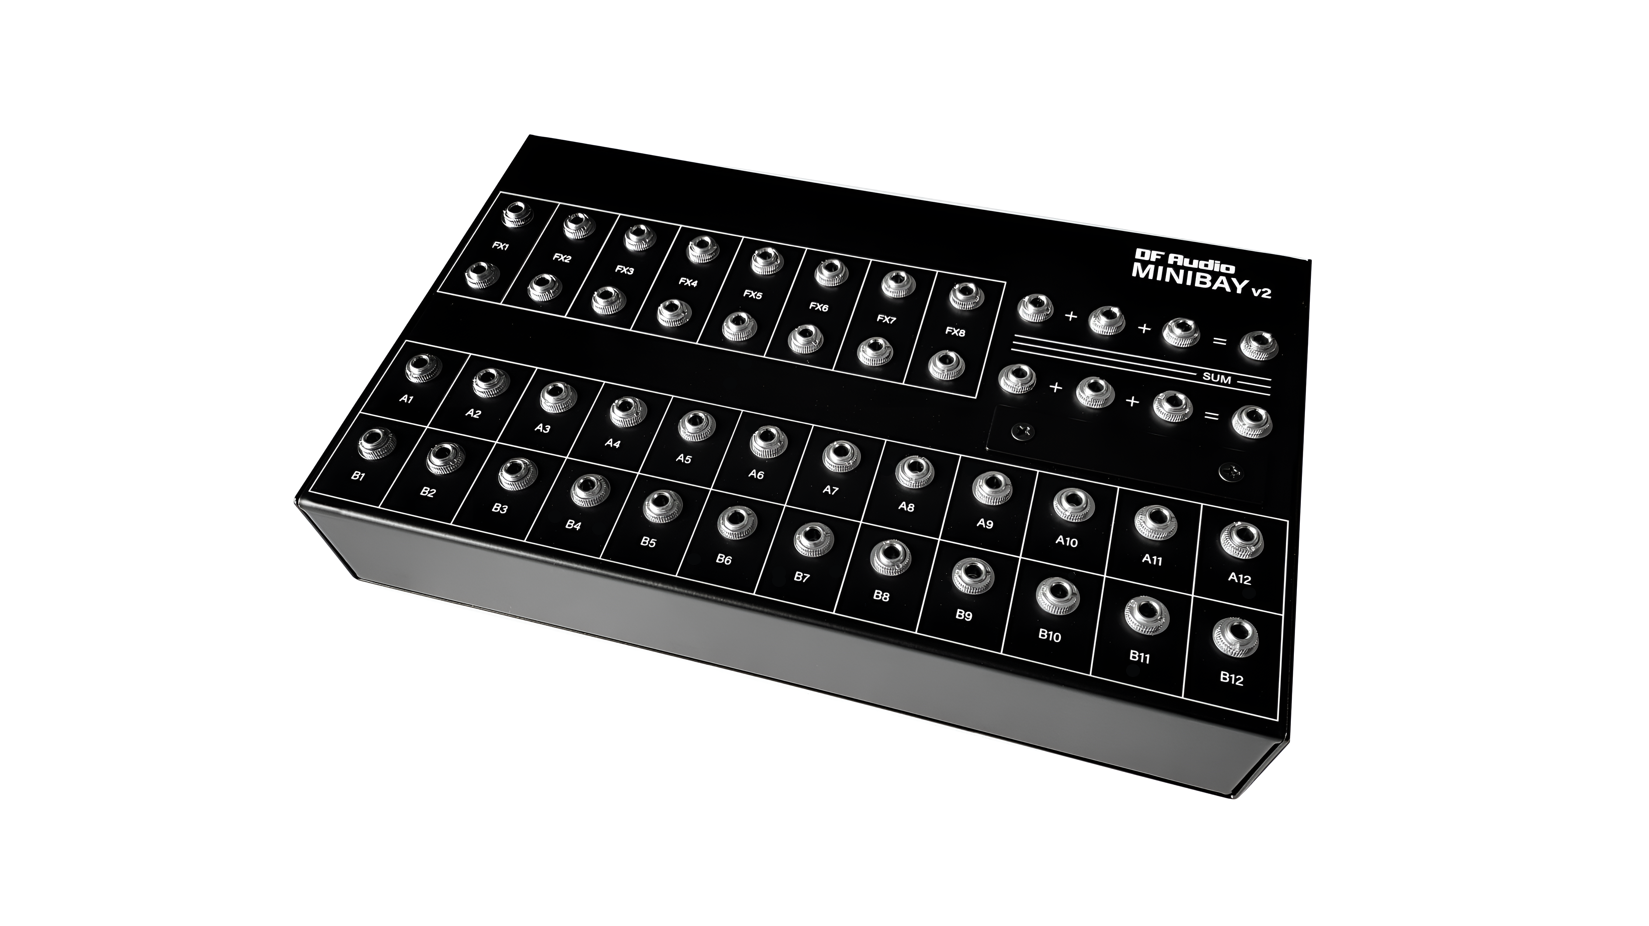 DF Audio
MINIBAY v2
FX1 FX2 FX3 FX4 FX5 FX6 FX7 FX8
+ + =
SUM
+ + =
A1 A2 A3 A4 A5 A6 A7 A8 A9 A10 A11 A12
B1 B2 B3 B4 B5 B6 B7 B8 B9 B10 B11 B12